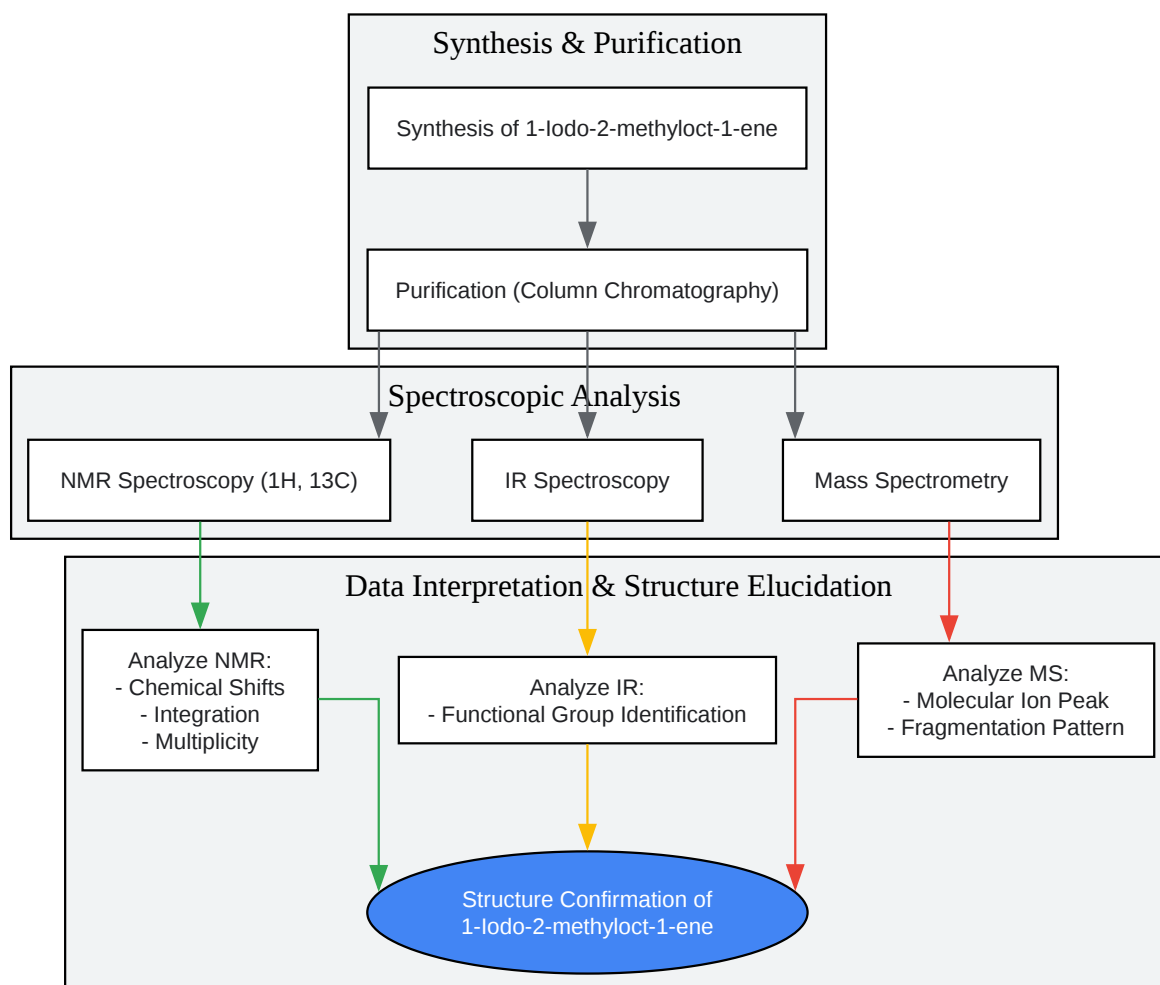 Synthesis & Purification
Synthesis of 1-Iodo-2-methyloct-1-ene
Purification (Column Chromatography)
Spectroscopic Analysis
NMR Spectroscopy (1H, 13C)
IR Spectroscopy
Mass Spectrometry
Data Interpretation & Structure Elucidation
Analyze NMR:
- Chemical Shifts
- Integration
- Multiplicity
Analyze IR:
- Functional Group Identification
Analyze MS:
- Molecular Ion Peak
- Fragmentation Pattern
Structure Confirmation of
1-Iodo-2-methyloct-1-ene